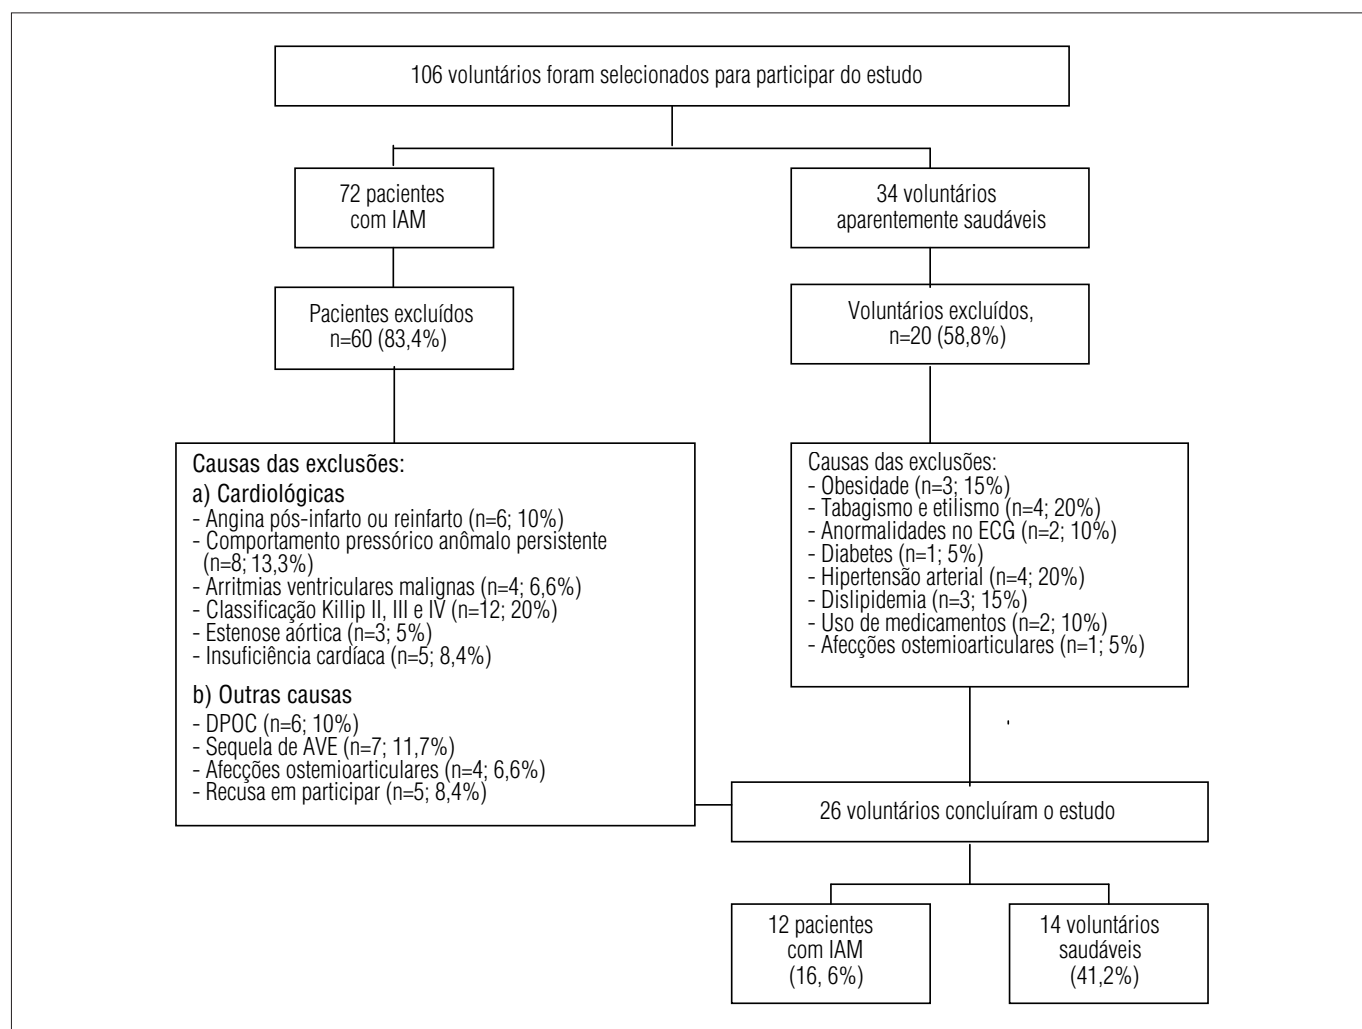 106 voluntários foram selecionados para participar do estudo
72 pacientes
com IAM
34 voluntários
aparentemente saudáveis
Pacientes excluídos
n=60 (83,4%)
Voluntários excluídos,
n=20 (58,8%)
Causas das exclusões:
a) Cardiológicas
- Angina pós-infarto ou reinfarto (n=6; 10%)
- Comportamento pressórico anômalo persistente
(n=8; 13,3%)
- Arritmias ventriculares malignas (n=4; 6,6%)
- Classificação Killip II, III e IV (n=12; 20%)
- Estenose aórtica (n=3; 5%)
- Insuficiência cardíaca (n=5; 8,4%)
b) Outras causas
- DPOC (n=6; 10%)
- Sequela de AVE (n=7; 11,7%)
- Afecções ostemioarticulares (n=4; 6,6%)
- Recusa em participar (n=5; 8,4%)
Causas das exclusões:
- Obesidade (n=3; 15%)
- Tabagismo e etilismo (n=4; 20%)
- Anormalidades no ECG (n=2; 10%)
- Diabetes (n=1; 5%)
- Hipertensão arterial (n=4; 20%)
- Dislipidemia (n=3; 15%)
- Uso de medicamentos (n=2; 10%)
- Afecções ostemioarticulares (n=1; 5%)
26 voluntários concluíram o estudo
12 pacientes
com IAM
(16, 6%)
14 voluntários
saudáveis
(41,2%)